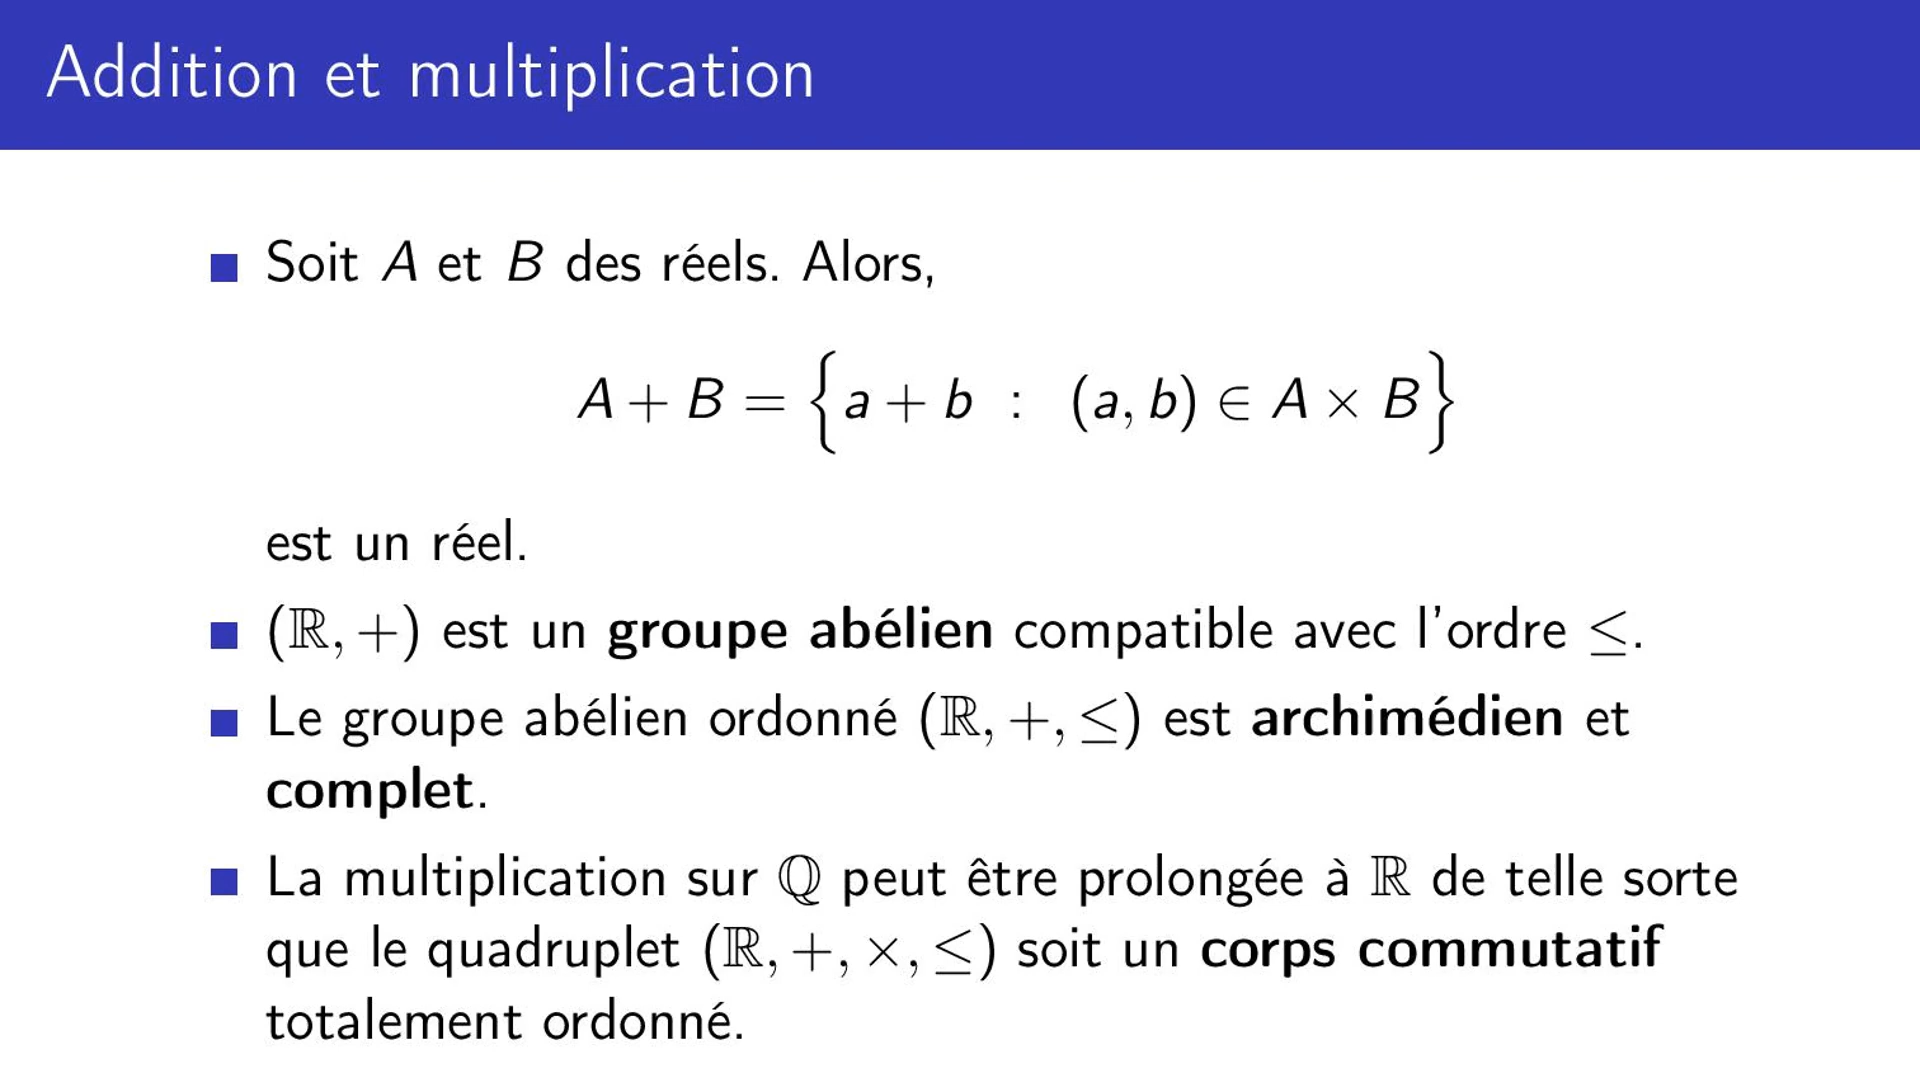 Addition et multiplication
Soit A et B des réels. Alors,
A + B = {a + b : (a, b) ∈ A × B}
est un réel.
(ℝ, +) est un groupe abélien compatible avec l'ordre ≤.
Le groupe abélien ordonné (ℝ, +, ≤) est archimédien et
complet.
La multiplication sur ℚ peut être prolongée à ℝ de telle sorte
que le quadruplet (ℝ, +, ×, ≤) soit un corps commutatif
totalement ordonné.